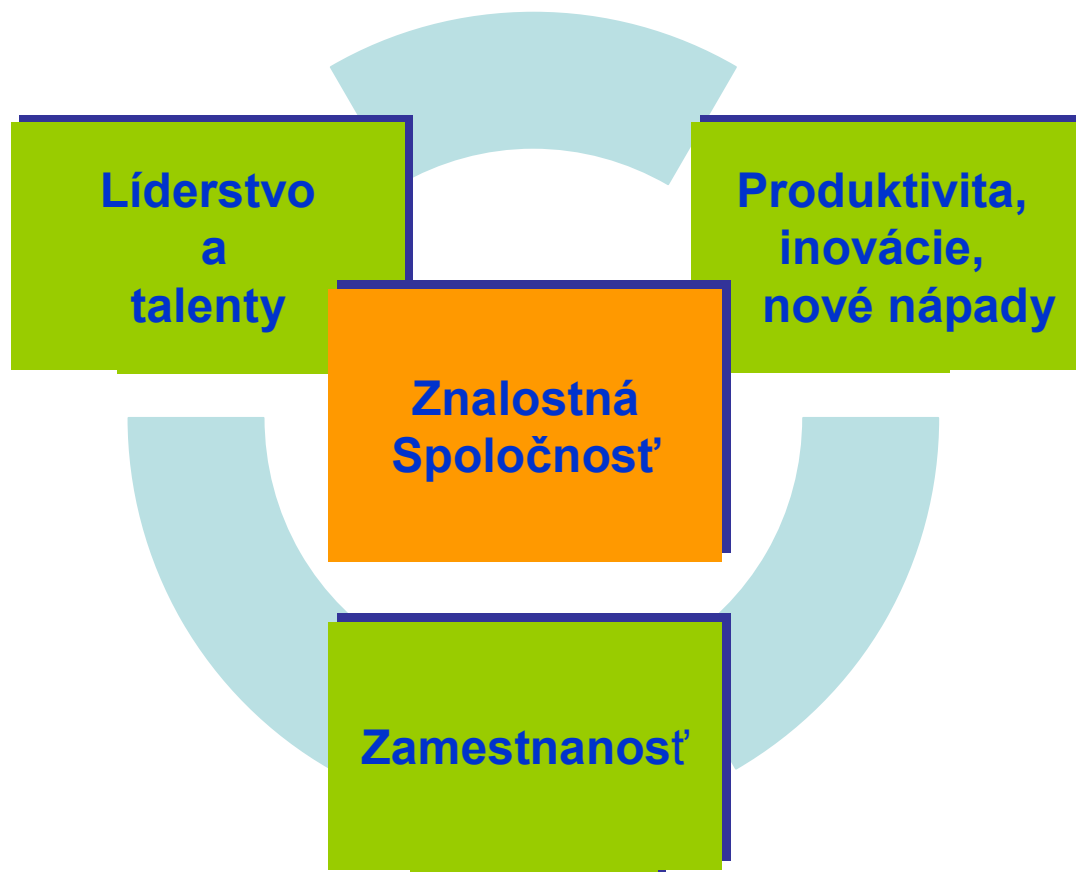 Líderstvo
a
talenty
Produktivita,
inovácie,
nové nápady
Znalostná
Spoločnosť
Zamestnanosť